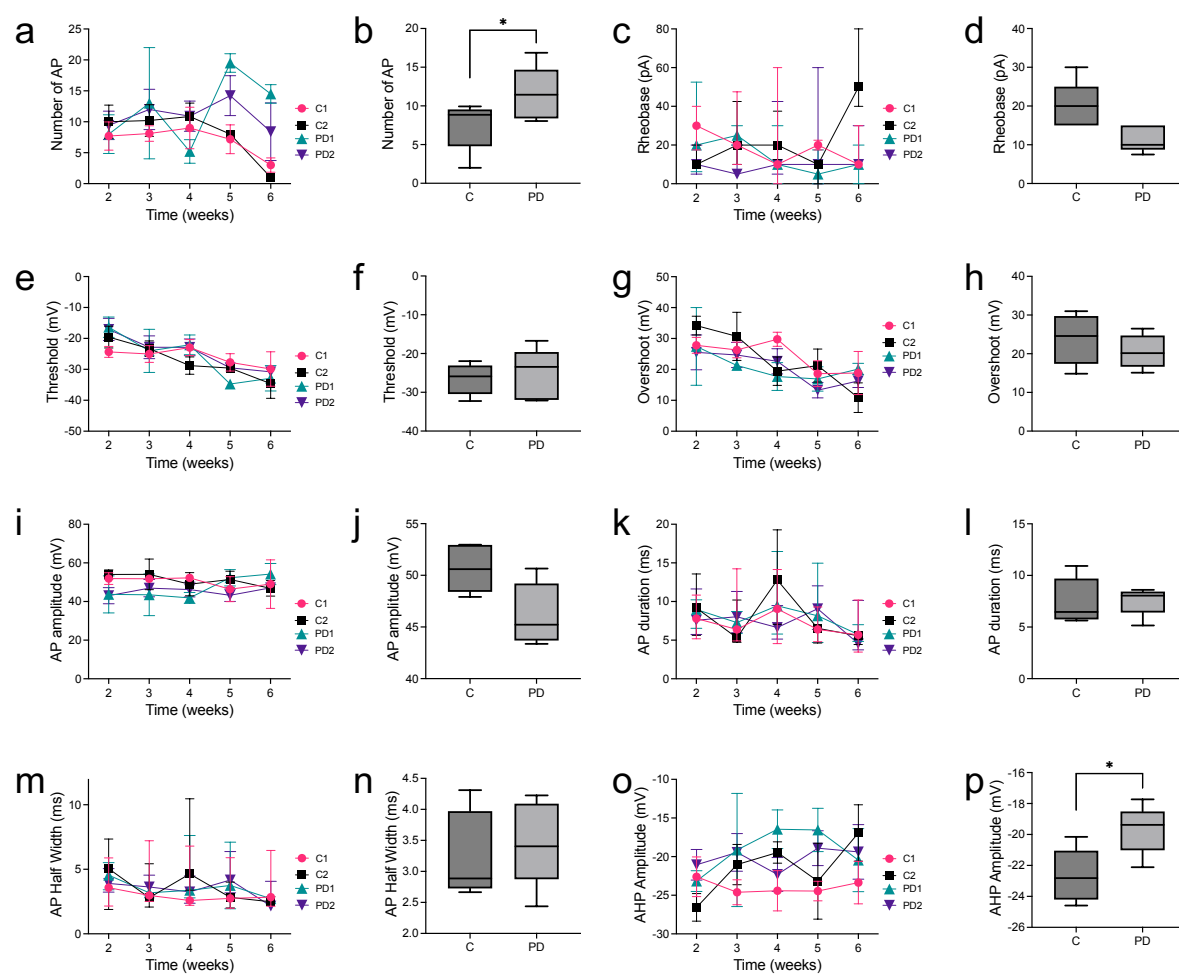 a
Number of AP
25
20
15
10
5
0
2 3 4 5 6
Time (weeks)
C1
C2
PD1
PD2
b
Number of AP
20
15
10
5
0
*
C PD
c
Rheobase (pA)
80
60
40
20
0
2 3 4 5 6
Time (weeks)
C1
C2
PD1
PD2
d
Rheobase (pA)
40
30
20
10
0
C PD
e
Threshold (mV)
0
-10
-20
-30
-40
-50
2 3 4 5 6
Time (weeks)
C1
C2
PD1
PD2
f
Threshold (mV)
0
-10
-20
-30
-40
C PD
g
Overshoot (mV)
50
40
30
20
10
0
2 3 4 5 6
Time (weeks)
C1
C2
PD1
PD2
h
Overshoot (mV)
40
30
20
10
0
C PD
i
AP amplitude (mV)
80
60
40
20
0
2 3 4 5 6
Time (weeks)
C1
C2
PD1
PD2
j
AP amplitude (mV)
55
50
45
40
C PD
k
AP duration (ms)
20
15
10
5
0
2 3 4 5 6
Time (weeks)
C1
C2
PD1
PD2
l
AP duration (ms)
15
10
5
0
C PD
m
AP Half Width (ms)
10
5
0
2 3 4 5 6
Time (weeks)
C1
C2
PD1
PD2
n
AP Half Width (ms)
4.5
4.0
3.5
3.0
2.5
2.0
C PD
o
AHP Amplitude (mV)
-10
-15
-20
-25
-30
2 3 4 5 6
Time (weeks)
C1
C2
PD1
PD2
p
AHP Amplitude (mV)
-16
-18
-20
-22
-24
-26
*
C PD